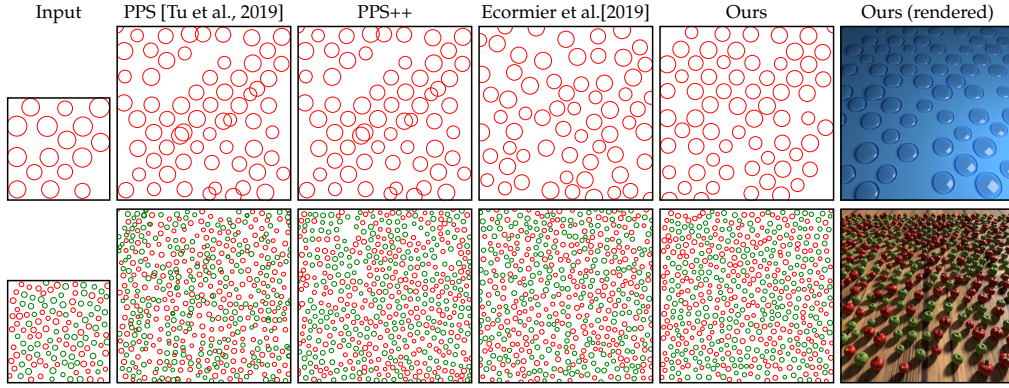 Input PPS [Tu et al., 2019] PPS++ Ecormier et al.[2019] Ours Ours (rendered)